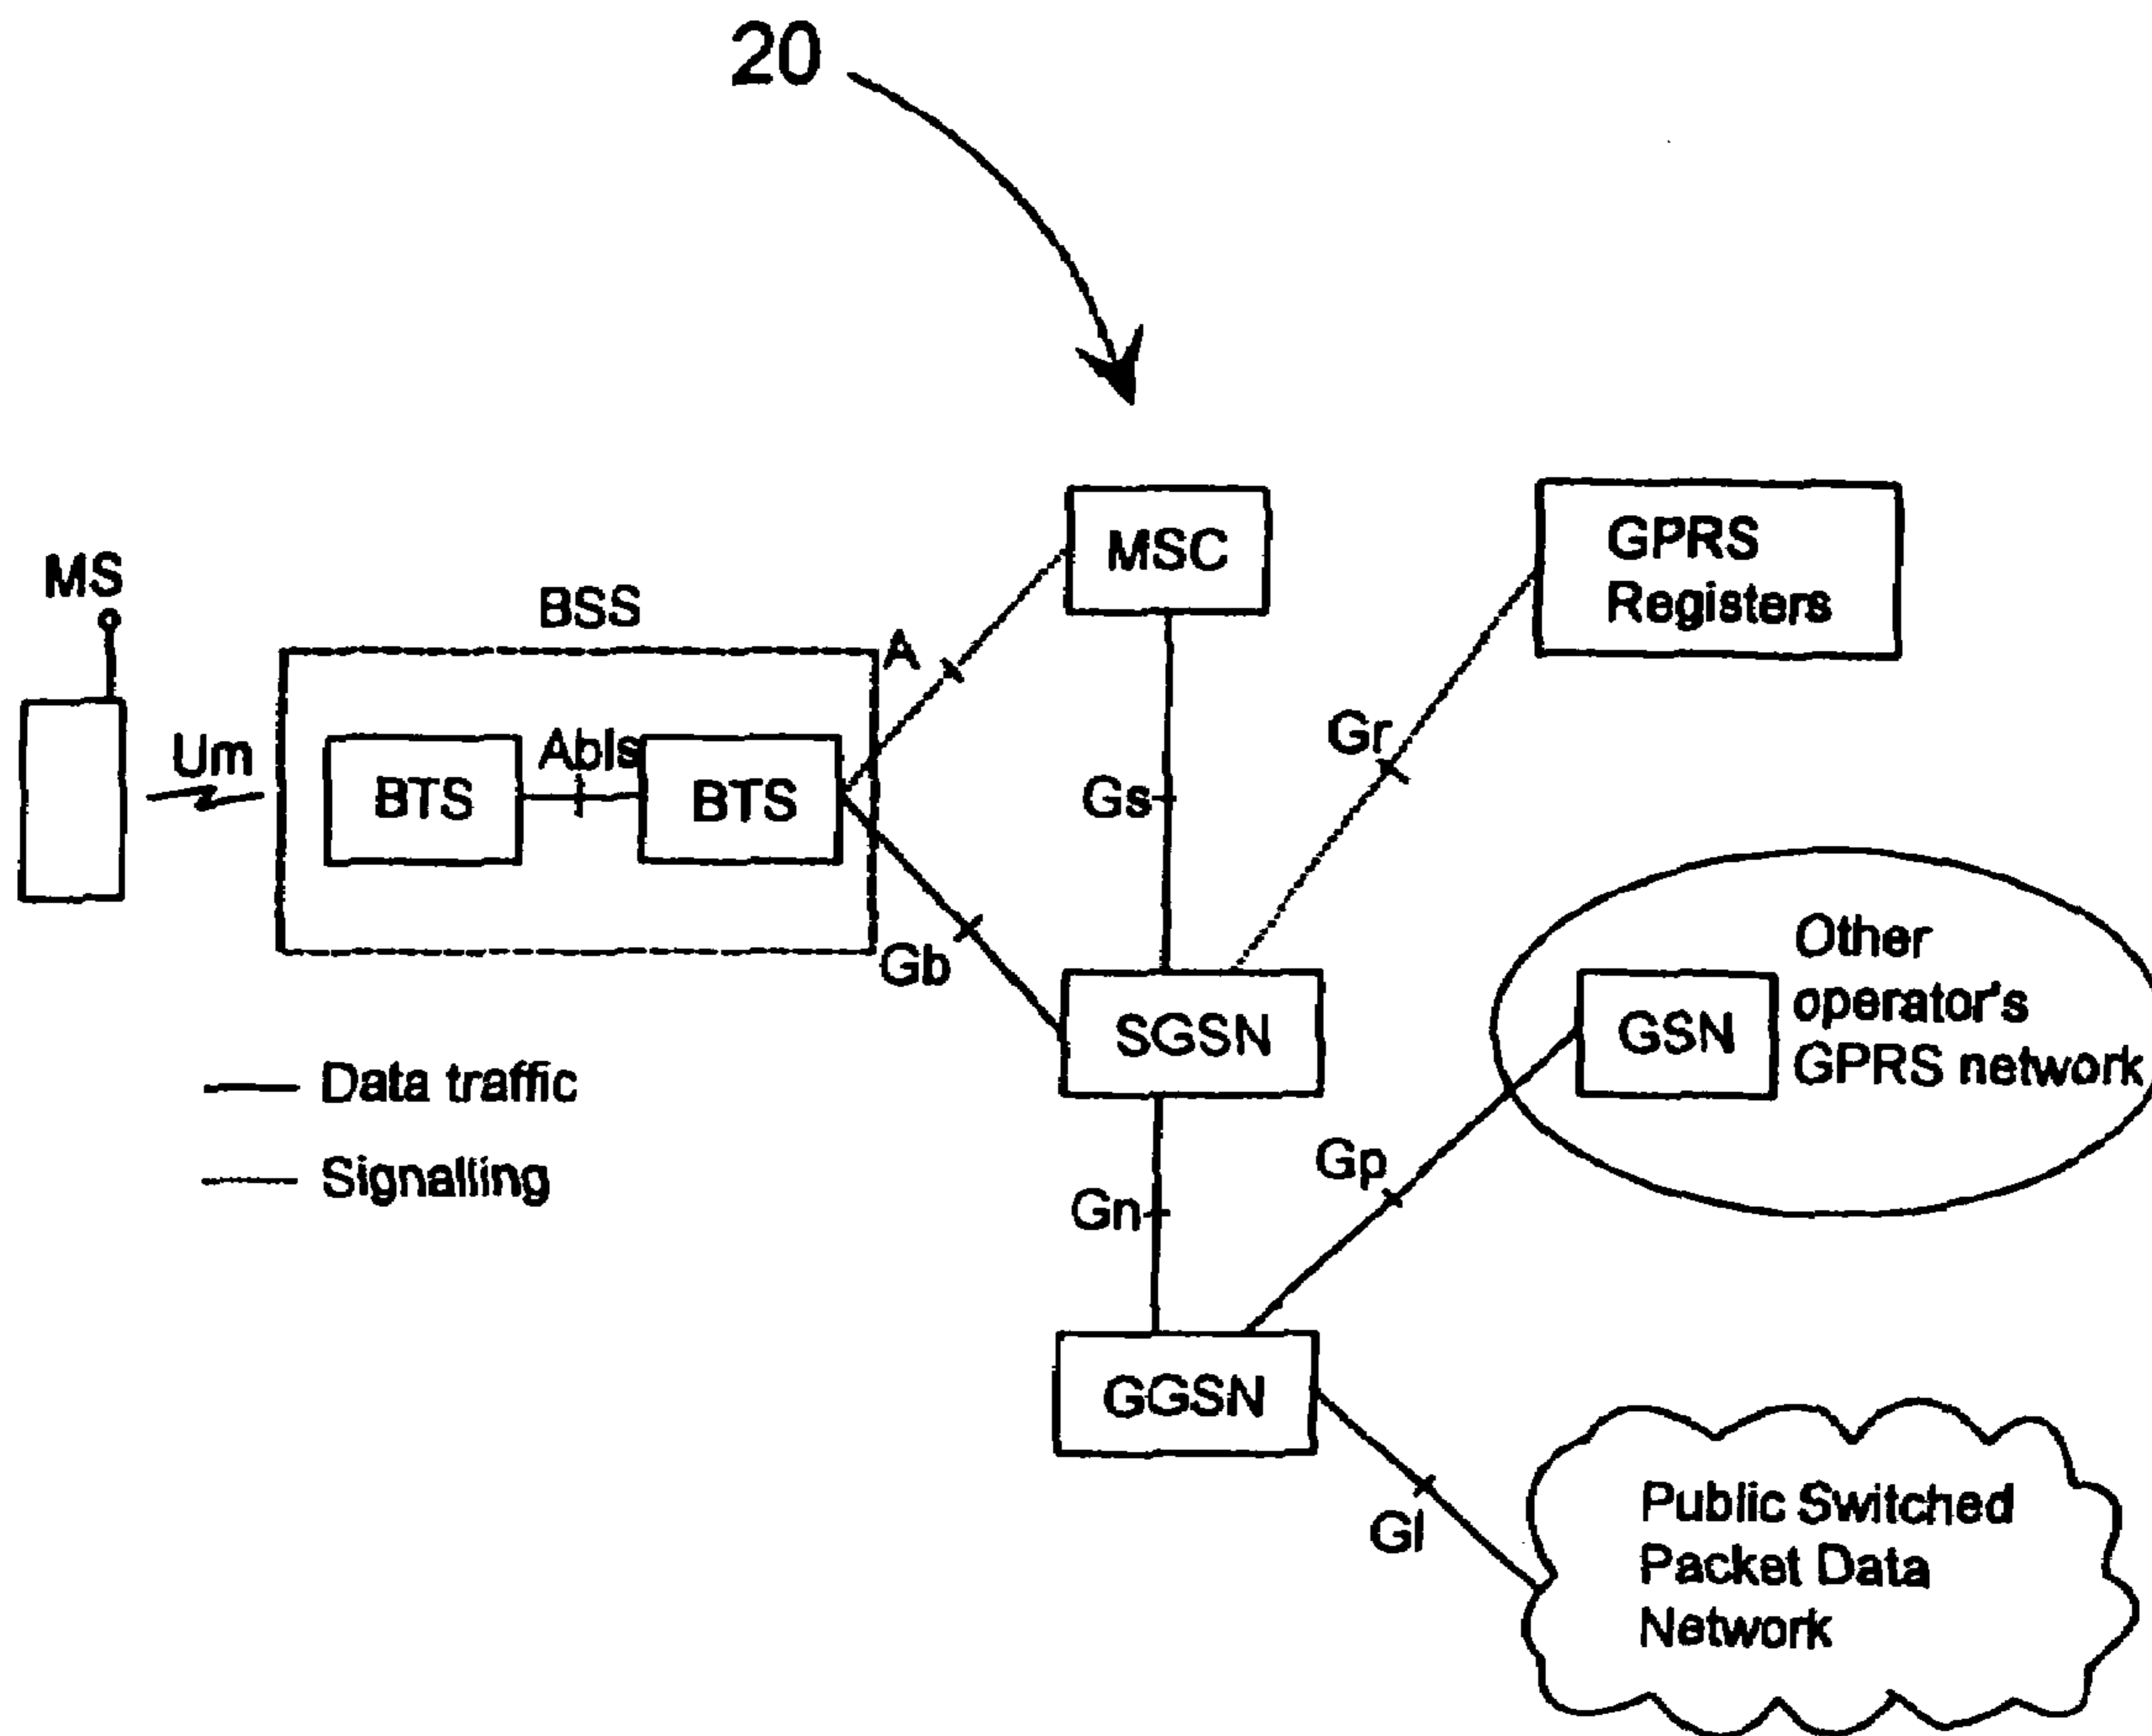 20
MS
Um
BSS
BTS
AbIs
BTS
A
Gb
MSC
Gs
SGSN
Gr
GPRS
Registers
Other
operator's
GPRS network
GSN
Data traffic
Signalling
Gn
Gp
GGSN
GI
Public Switched
Packet Data
Network